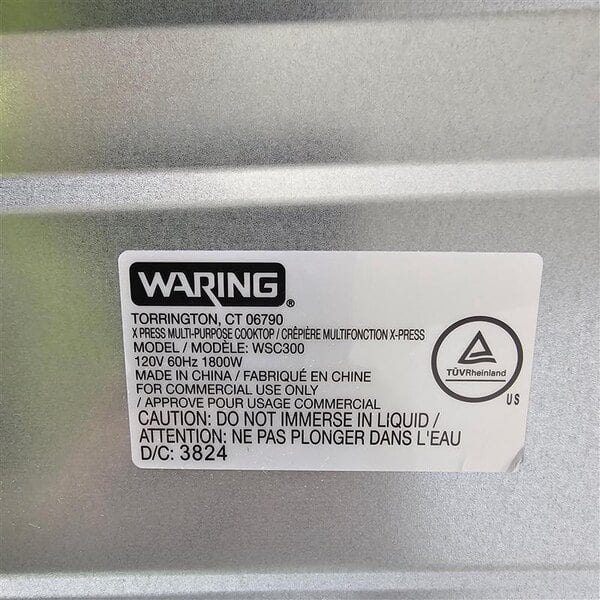 WARING®
TORRINGTON, CT 06790
X PRESS MULTI-PURPOSE COOKTOP / CRÊPIÈRE MULTIFONCTION X-PRESS
MODEL / MODÈLE: WSC300
120V 60Hz 1800W
MADE IN CHINA / FABRIQUÉ EN CHINE
FOR COMMERCIAL USE ONLY
/ APPROVE POUR USAGE COMMERCIAL
CAUTION: DO NOT IMMERSE IN LIQUID /
ATTENTION: NE PAS PLONGER DANS L'EAU
D/C: 3824
TÜVRheinland
US